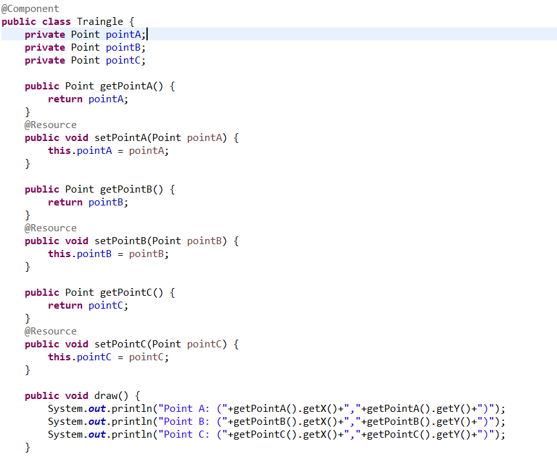 @Component
public class Traingle {
private Point pointA;
private Point pointB;
private Point pointC;
public Point getPointA() {
return pointA;
}
@Resource
public void setPointA(Point pointA) {
this.pointA = pointA;
}
public Point getPointB() {
return pointB;
}
@Resource
public void setPointB(Point pointB) {
this.pointB = pointB;
}
public Point getPointC() {
return pointC;
}
@Resource
public void setPointC(Point pointC) {
this.pointC = pointC;
}
public void draw() {
System.out.println("Point A: ("+getPointA().getX()+","+getPointA().getY()+")");
System.out.println("Point B: ("+getPointB().getX()+","+getPointB().getY()+")");
System.out.println("Point C: ("+getPointC().getX()+","+getPointC().getY()+")");
}